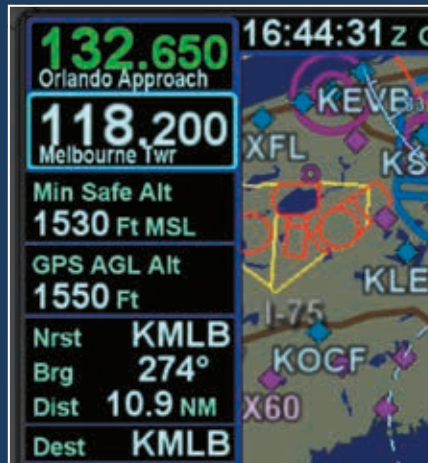 132.650
Orlando Approach
118.200
Melbourne Twr
Min Safe Alt
1530 Ft MSL
GPS AGL Alt
1550 Ft
Nrst KMLB
Brg 274°
Dist 10.9 NM
Dest KMLB
16:44:31 Z
KEVB
XFL
KS
KLE
I-75
KOCF
X60